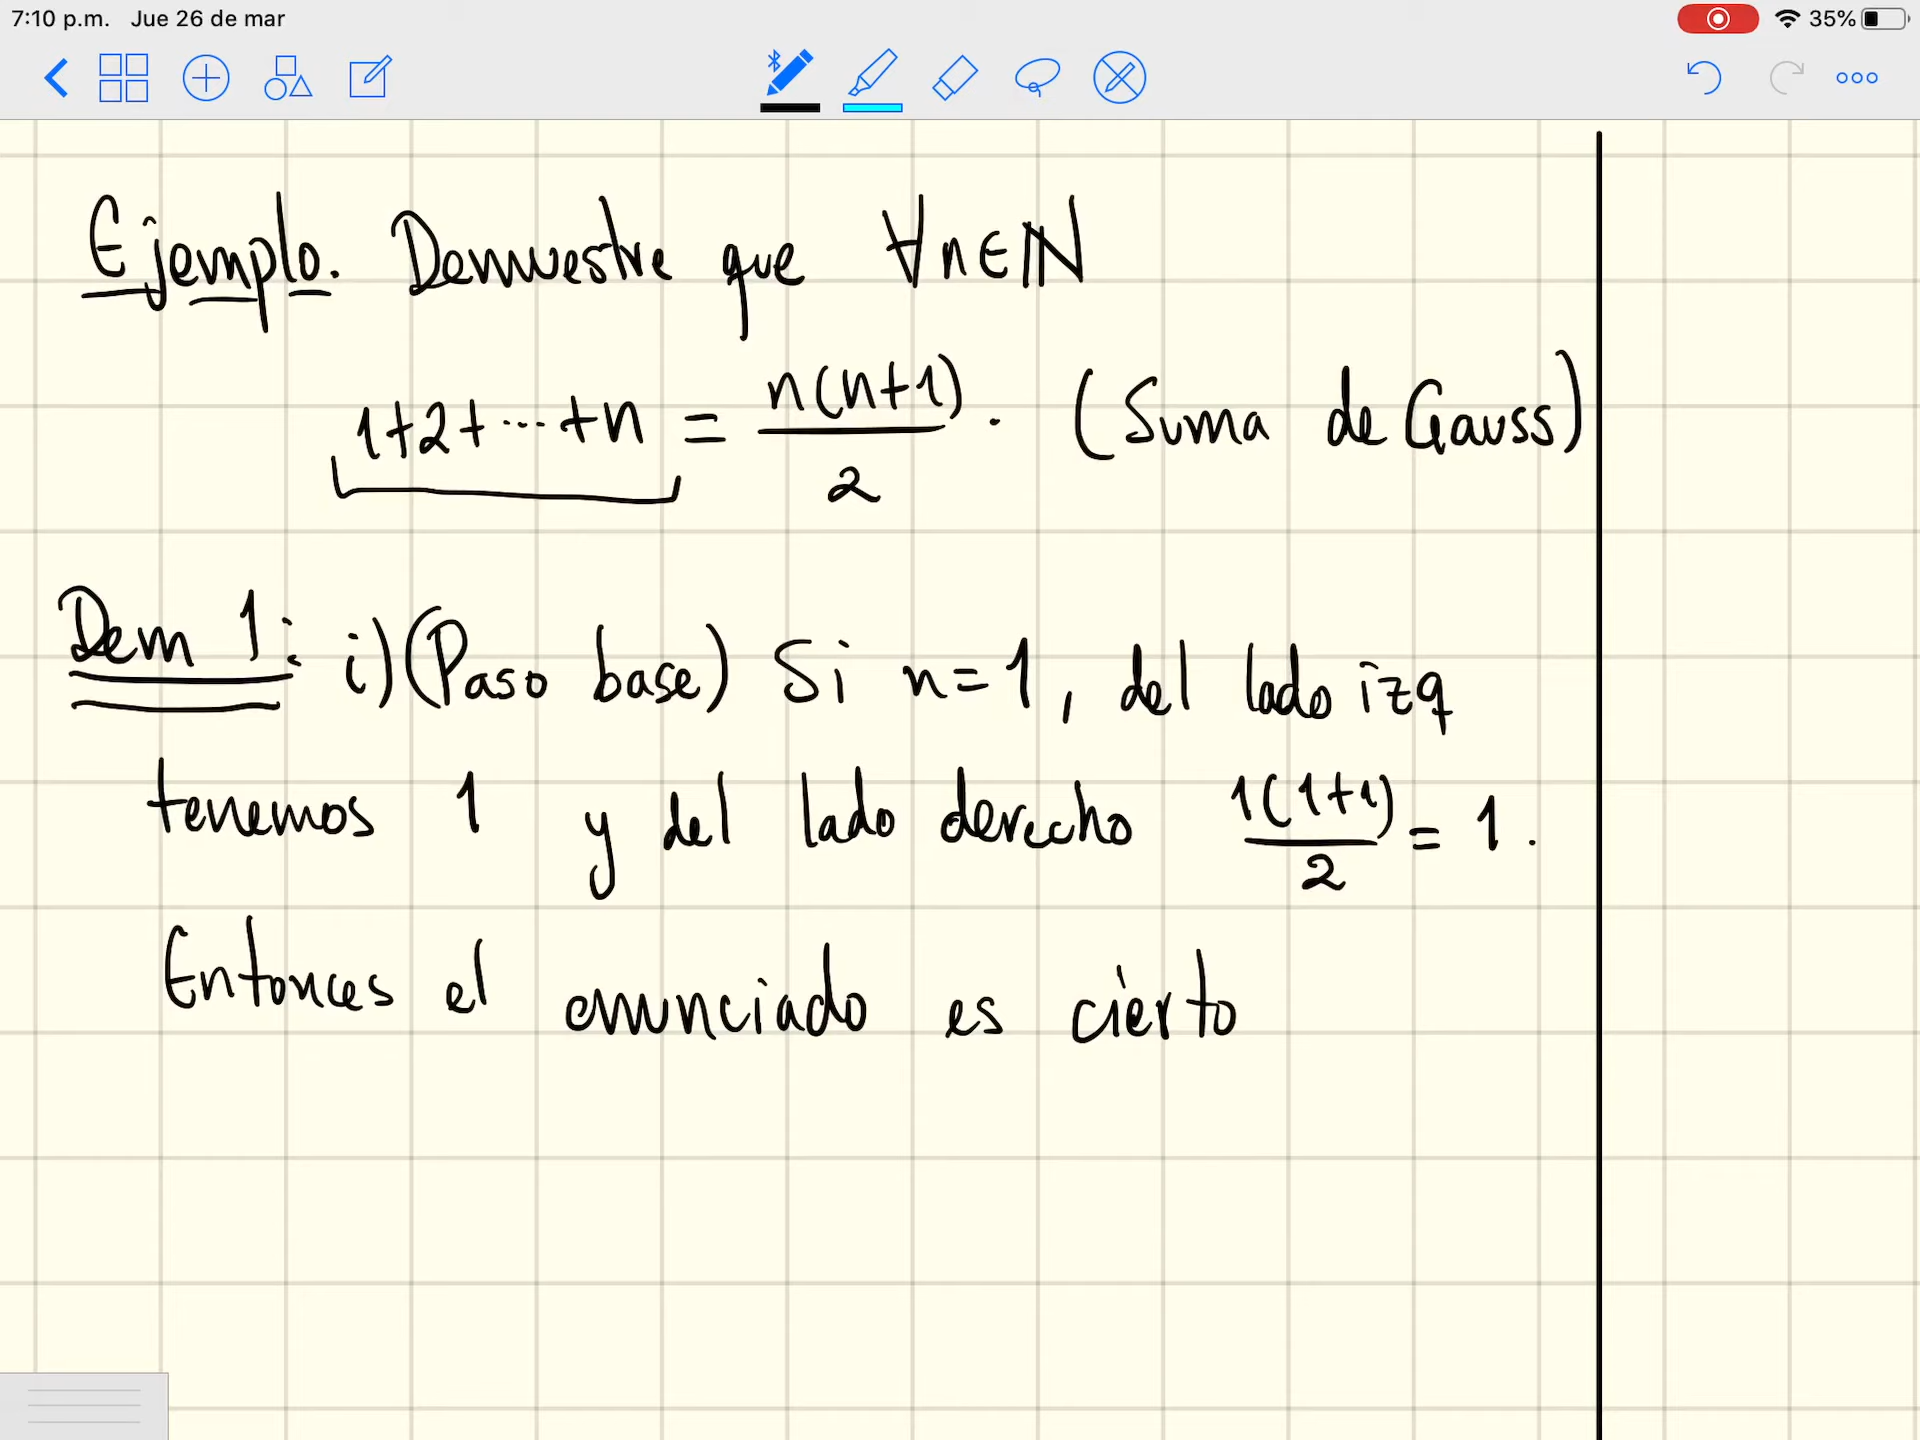 7:10 p.m. Jue 26 de mar 35%
Ejemplo. Demuestre que ∀n∈ℕ
1+2+⋯+n = n(n+1)/2. (Suma de Gauss)
Dem 1: i)(Paso base) Si n=1, del lado izq
tenemos 1 y del lado derecho 1(1+1)/2 = 1.
Entonces el enunciado es cierto